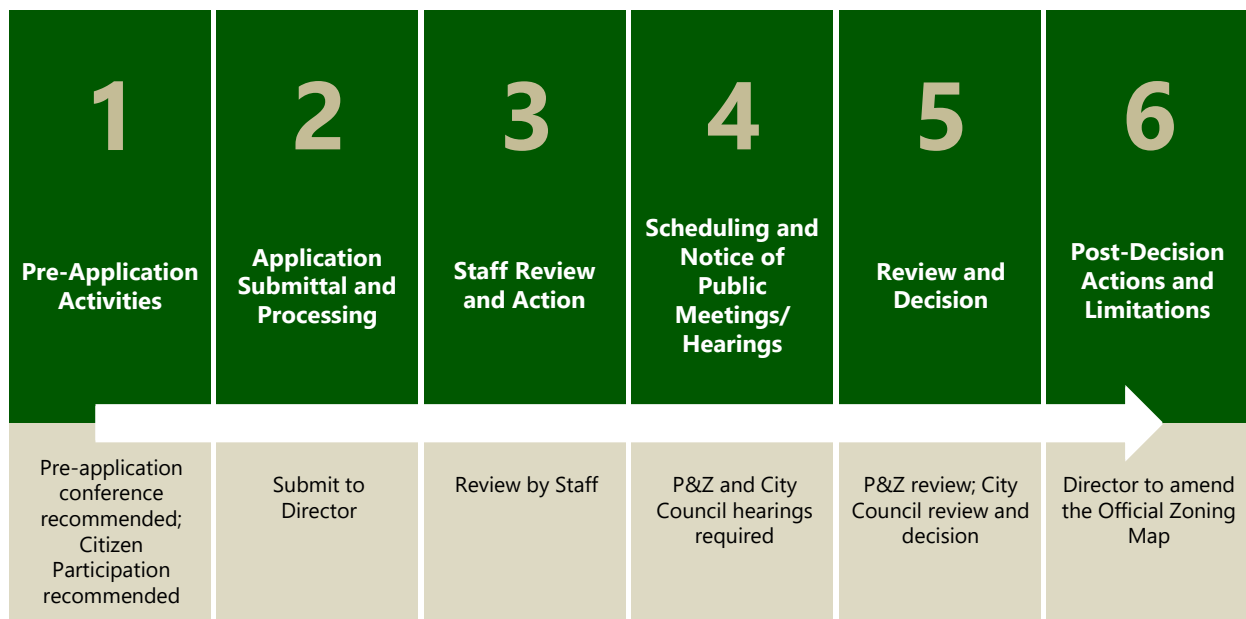 1
Pre-Application
Activities
Pre-application
conference
recommended;
Citizen
Participation
recommended
2
Application
Submittal and
Processing
Submit to
Director
3
Staff Review
and Action
Review by Staff
4
Scheduling and
Notice of
Public
Meetings/
Hearings
P&Z and City
Council hearings
required
5
Review and
Decision
P&Z review; City
Council review and
decision
6
Post-Decision
Actions and
Limitations
Director to amend
the Official Zoning
Map